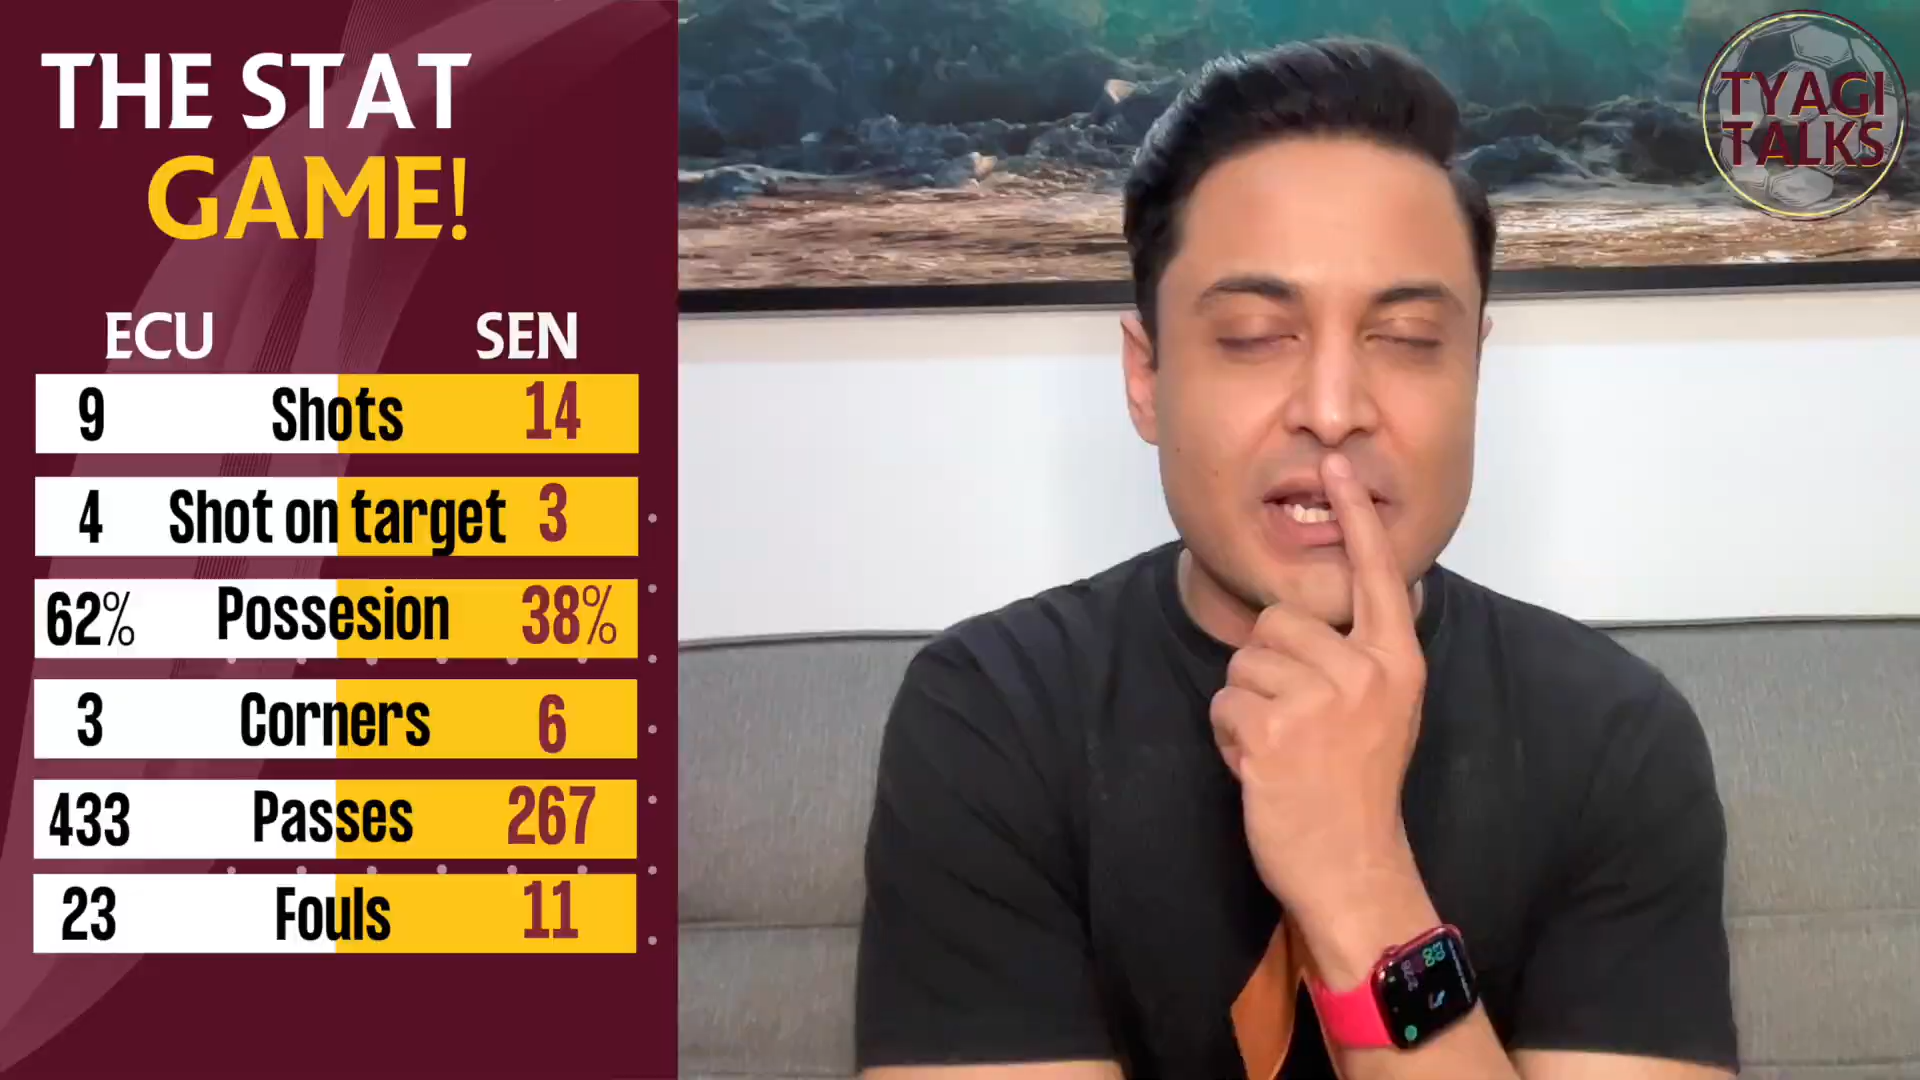 THE STAT
GAME!
ECU SEN
9 Shots 14
4 Shot on target 3
62% Possesion 38%
3 Corners 6
433 Passes 267
23 Fouls 11
TYAGI
TALKS